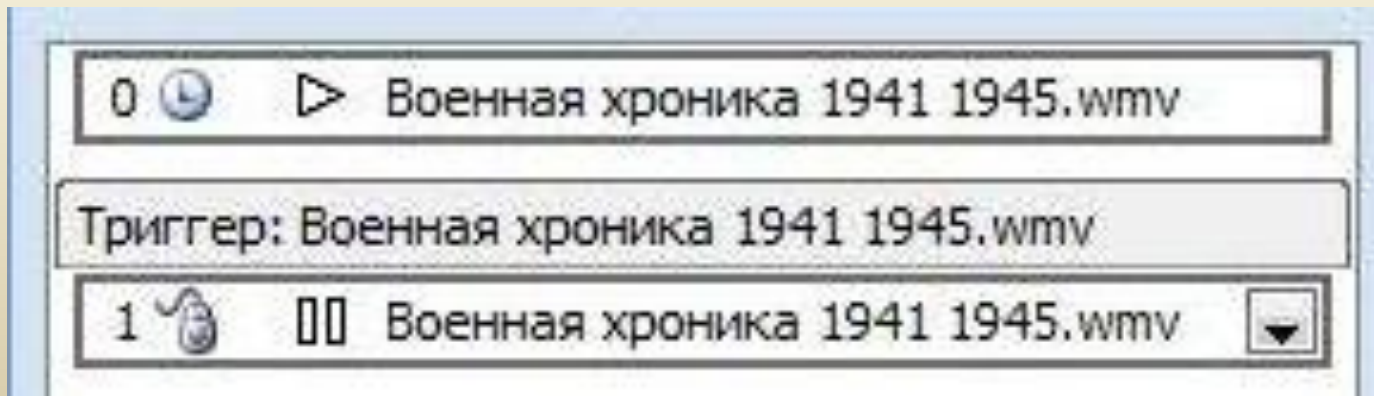 0 Военная хроника 1941 1945.wmv
Триггер: Военная хроника 1941 1945.wmv
1 Военная хроника 1941 1945.wmv